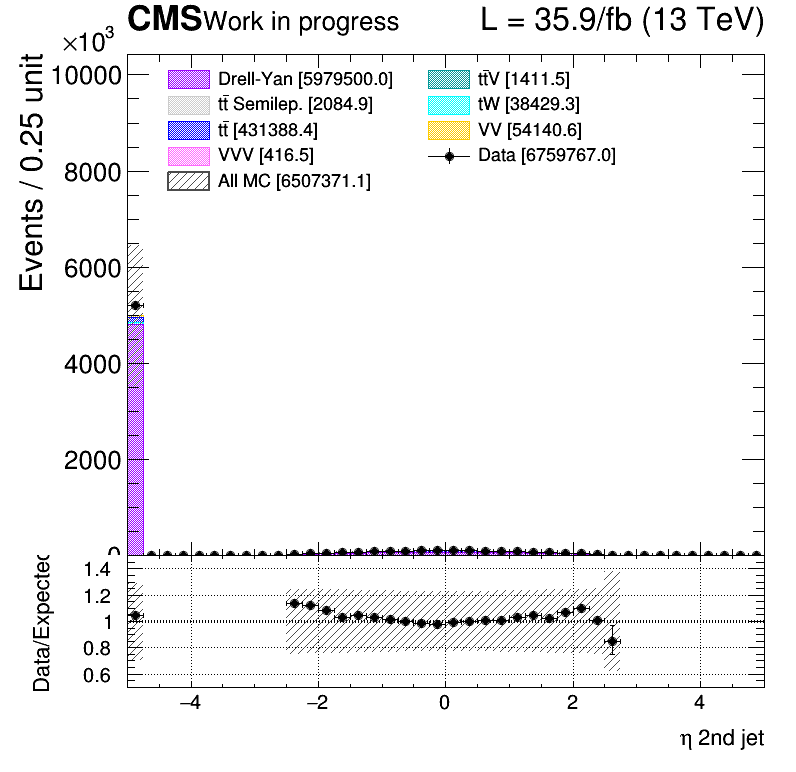 CMS Work in progress L = 35.9/fb (13 TeV)
×10³
Events / 0.25 unit
10000
8000
6000
4000
2000
0
Drell-Yan [5979500.0]
tt̄ Semilep. [2084.9]
tt̄ [431388.4]
VVV [416.5]
All MC [6507371.1]
tt̄V [1411.5]
tW [38429.3]
VV [54140.6]
Data [6759767.0]
Data/Expected
1.4
1.2
1
0.8
0.6
−4 −2 0 2 4
η 2nd jet